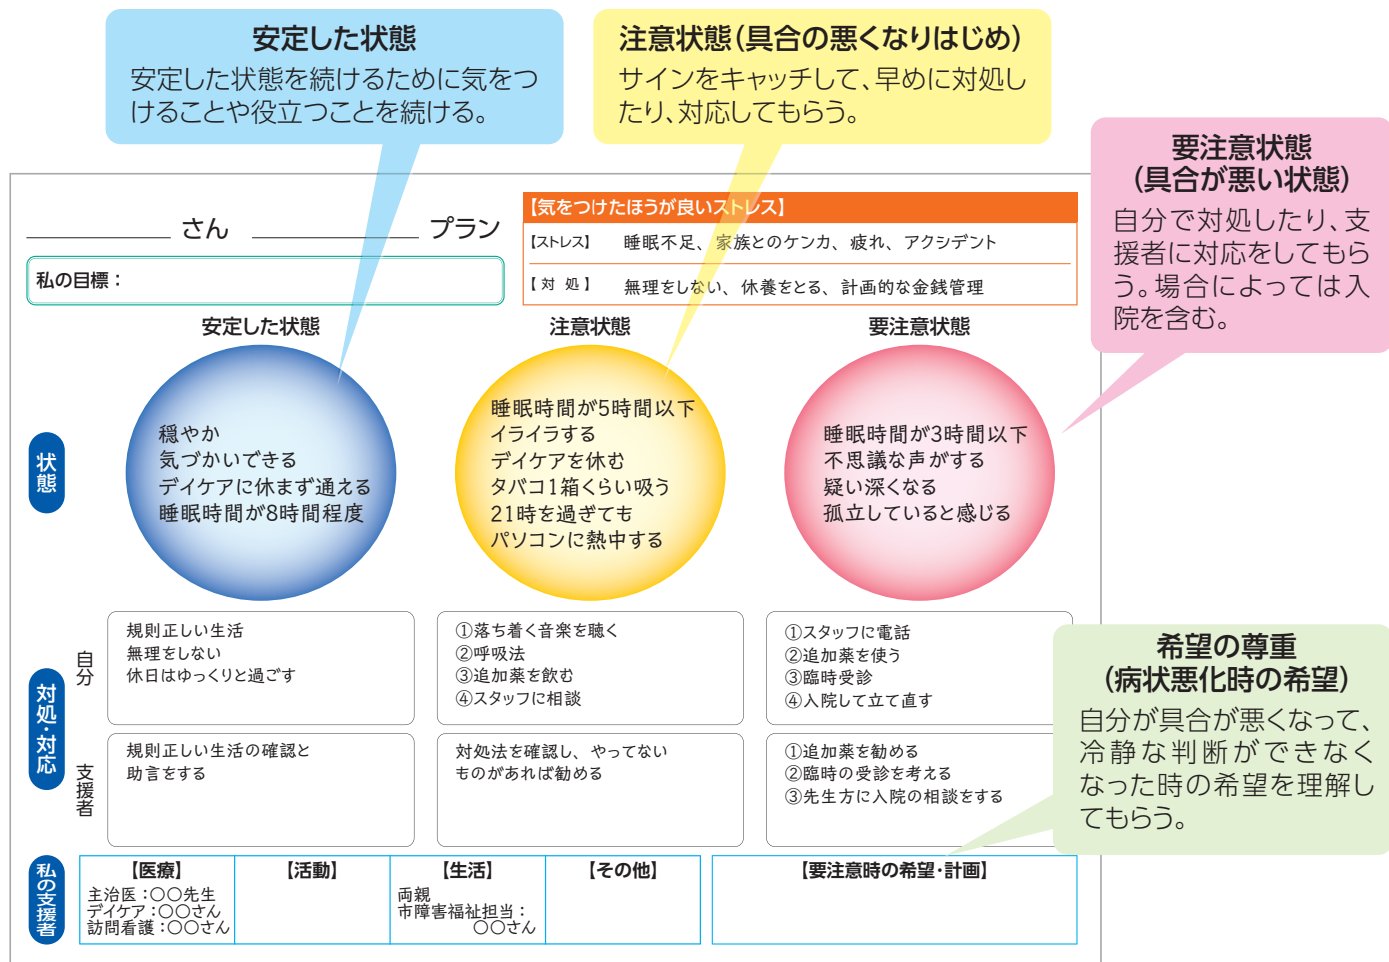 安定した状態
安定した状態を続けるために気をつ
けることや役立つことを続ける。
注意状態(具合の悪くなりはじめ)
サインをキャッチして、早めに対処し
たり、対応してもらう。
要注意状態
(具合が悪い状態)
自分で対処したり、支
援者に対応をしてもら
う。場合によっては入
院を含む。
さん プラン
私の目標：
【気をつけたほうが良いストレス】
【ストレス】 睡眠不足、家族とのケンカ、疲れ、アクシデント
【対 処】 無理をしない、休養をとる、計画的な金銭管理
安定した状態
注意状態
要注意状態
状態
穏やか
気づかいできる
デイケアに休まず通える
睡眠時間が8時間程度
睡眠時間が5時間以下
イライラする
デイケアを休む
タバコ1箱くらい吸う
21時を過ぎても
パソコンに熱中する
睡眠時間が3時間以下
不思議な声がする
疑い深くなる
孤立していると感じる
対処・対応
自分
規則正しい生活
無理をしない
休日はゆっくりと過ごす
①落ち着く音楽を聴く
②呼吸法
③追加薬を飲む
④スタッフに相談
①スタッフに電話
②追加薬を使う
③臨時受診
④入院して立て直す
支援者
規則正しい生活の確認と
助言をする
対処法を確認し、やってない
ものがあれば勧める
①追加薬を勧める
②臨時の受診を考える
③先生方に入院の相談をする
希望の尊重
(病状悪化時の希望)
自分が具合が悪くなって、
冷静な判断ができなく
なった時の希望を理解し
てもらう。
私の支援者
【医療】
主治医：〇〇先生
デイケア：〇〇さん
訪問看護：〇〇さん
【活動】
【生活】
両親
市障害福祉担当：
〇〇さん
【その他】
【要注意時の希望・計画】